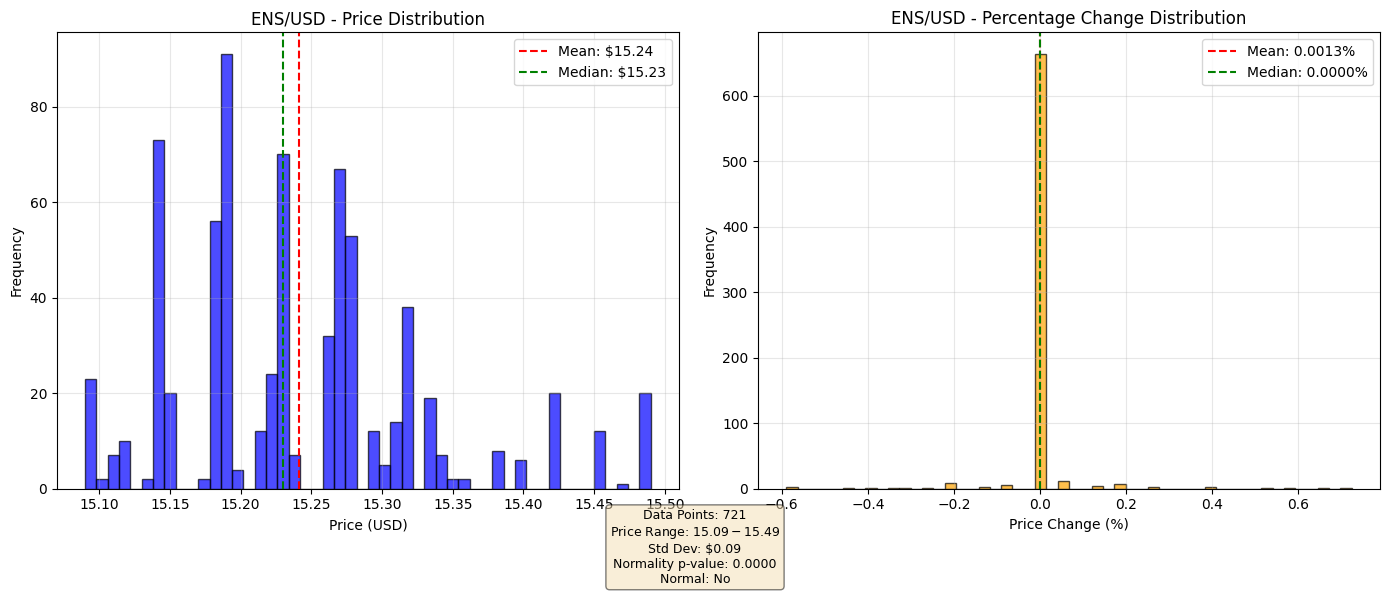 ENS/USD - Price Distribution
Mean: $15.24
Median: $15.23
Frequency
80
60
40
20
0
15.10 15.15 15.20 15.25 15.30 15.35 15.40 15.45 15.50
Price (USD)
ENS/USD - Percentage Change Distribution
Mean: 0.0013%
Median: 0.0000%
Frequency
600
500
400
300
200
100
0
−0.6 −0.4 −0.2 0.0 0.2 0.4 0.6
Price Change (%)
Data Points: 721
Price Range: 15.09 − 15.49
Std Dev: $0.09
Normality p-value: 0.0000
Normal: No